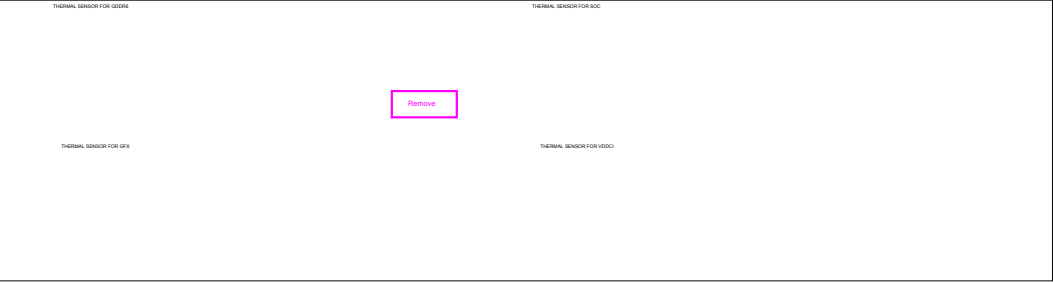 THERMAL SENSOR FOR GDDR6
THERMAL SENSOR FOR SOC
Remove
THERMAL SENSOR FOR GFX
THERMAL SENSOR FOR VDDCI